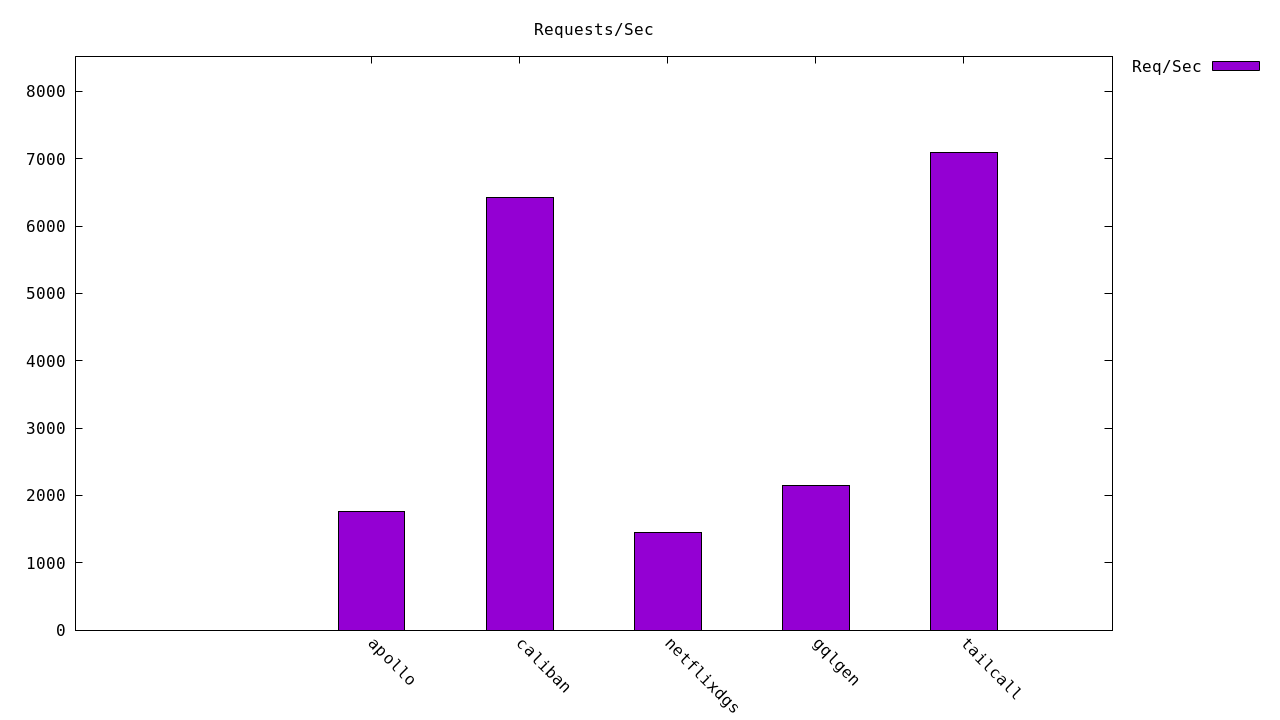 Requests/Sec
Req/Sec
8000
7000
6000
5000
4000
3000
2000
1000
0
apollo
caliban
netflixdgs
gqlgen
tailcall